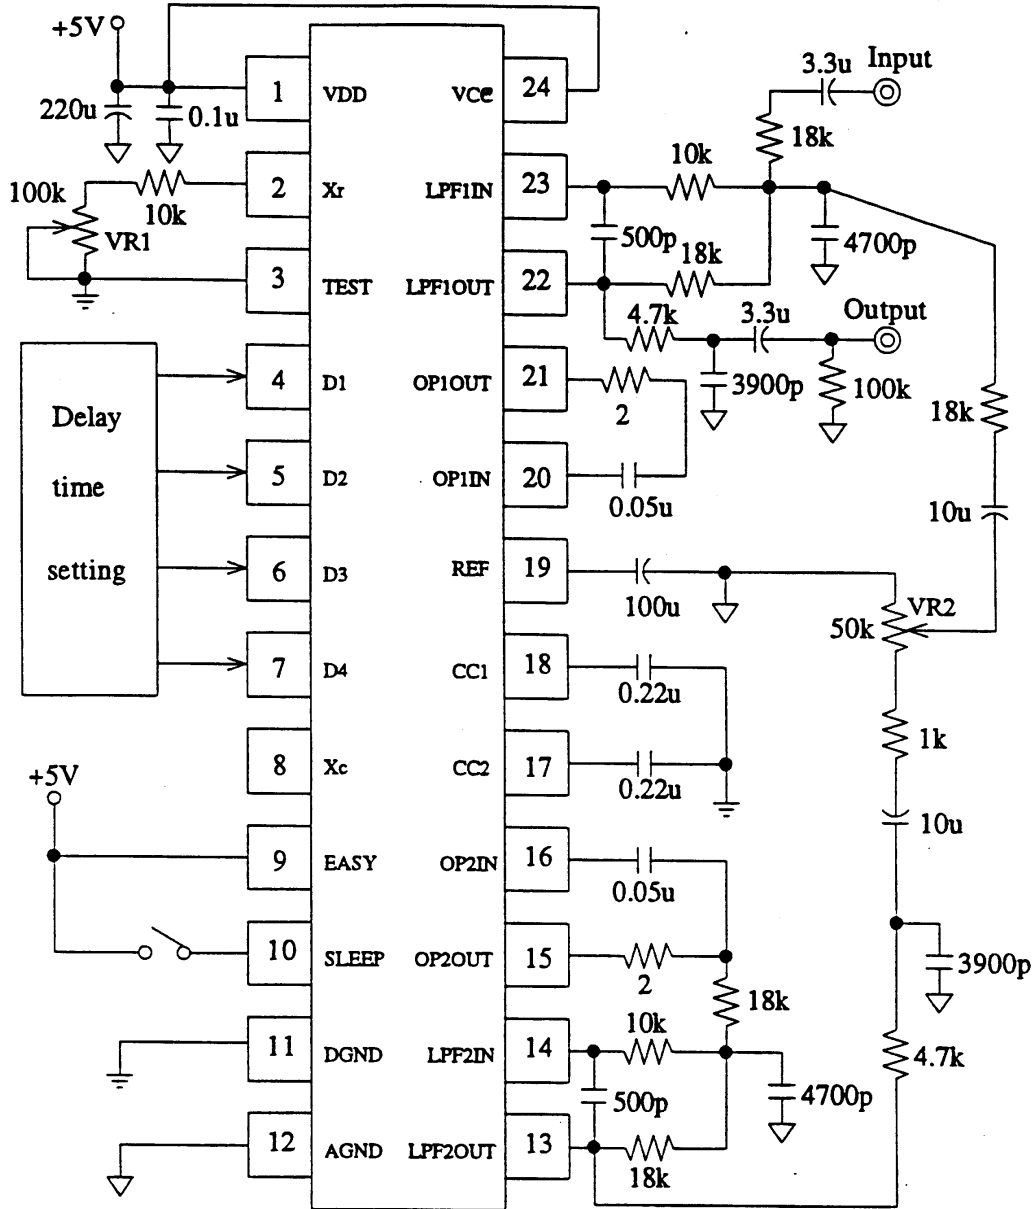 +5V
220u
0.1u
1 VDD
VCC 24
3.3u Input
18k
100k
10k
VR1
2 Xr
LPF1IN 23
10k
500p
4700p
3 TEST
LPF1OUT 22
18k
4.7k
3.3u Output
3900p
100k
Delay
time
setting
4 D1
OP1OUT 21
2
18k
5 D2
OP1IN 20
0.05u
10u
6 D3
REF 19
100u
50k
VR2
7 D4
CC1 18
0.22u
1k
8 Xc
CC2 17
0.22u
+5V
10u
9 EASY
OP2IN 16
0.05u
10 SLEEP
OP2OUT 15
2
18k
3900p
11 DGND
LPF2IN 14
10k
500p
4700p
4.7k
12 AGND
LPF2OUT 13
18k